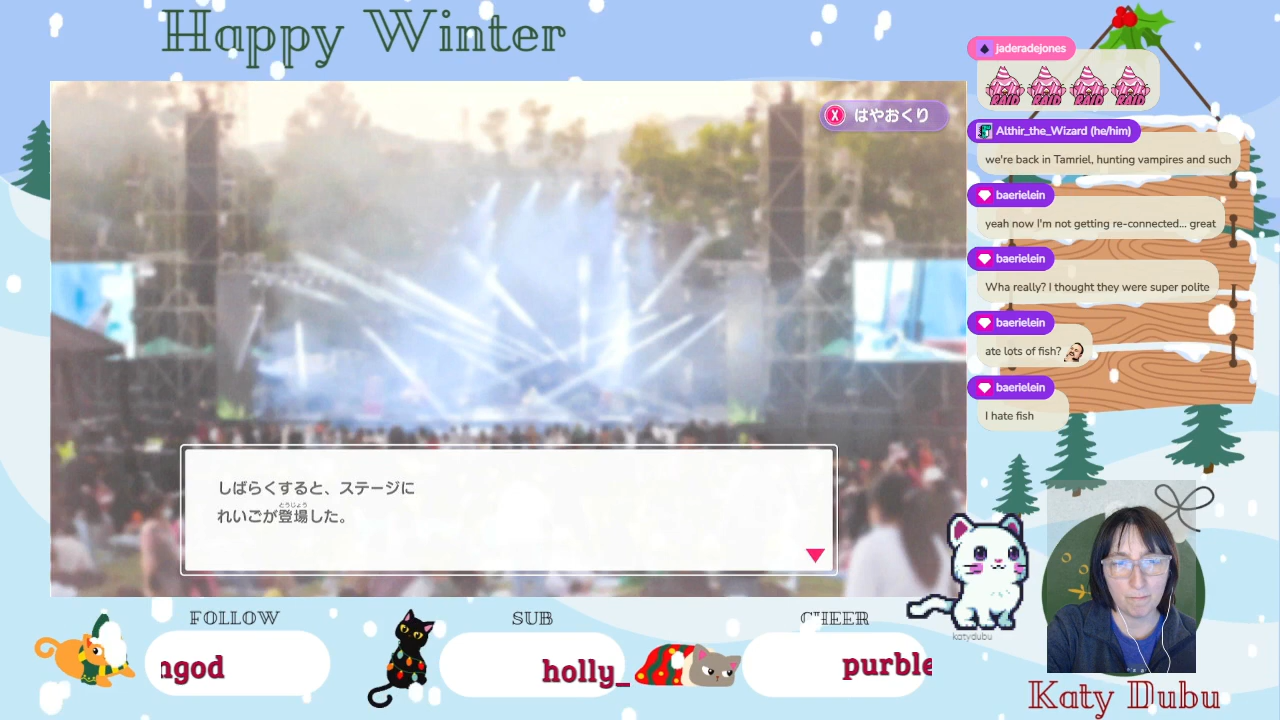 Happy Winter
X はやおくり
しばらくすると、ステージに
れいごが登場した。
とうじょう
jaderadejones
RAID RAID RAID RAID
Althir_the_Wizard (he/him)
we're back in Tamriel, hunting vampires and such
baerielein
yeah now I'm not getting re-connected... great
baerielein
Wha really? I thought they were super polite
baerielein
ate lots of fish?
baerielein
I hate fish
katydubu
FOLLOW
SUB
CHEER
ngod
holly_
purble
Katy Dubu